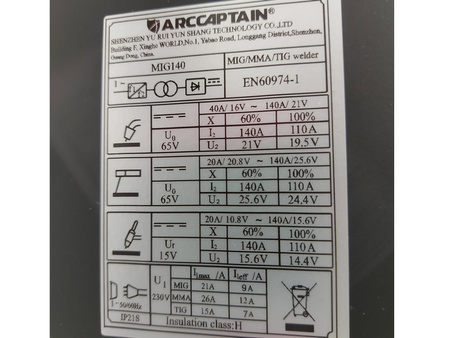 ARCCAPTAIN®
SHENZHEN YU RUI YUN SHANG TECHNOLOGY CO.,LTD
Building F, Xinghe WORLD,No.1, Yabao Road, Longgang District,Shenzhen,
Guang Dong, China.
MIG140 MIG/MMA/TIG welder
1~ EN60974-1
40A/ 16V ~ 140A/ 21V
X 60% 100%
U0 I2 140A 110A
65V U2 21V 19.5V
20A/ 20.8V ~ 140A/25.6V
X 60% 100%
U0 I2 140A 110A
65V U2 25.6V 24.4V
20A/ 10.8V ~ 140A/15.6V
X 60% 100%
Ur I2 140A 110A
15V U2 15.6V 14.4V
U1 I1max /A I1eff /A
230V MIG 21A 9A
MMA 26A 12A
1~50/60Hz TIG 15A 7A
IP21S Insulation class:H